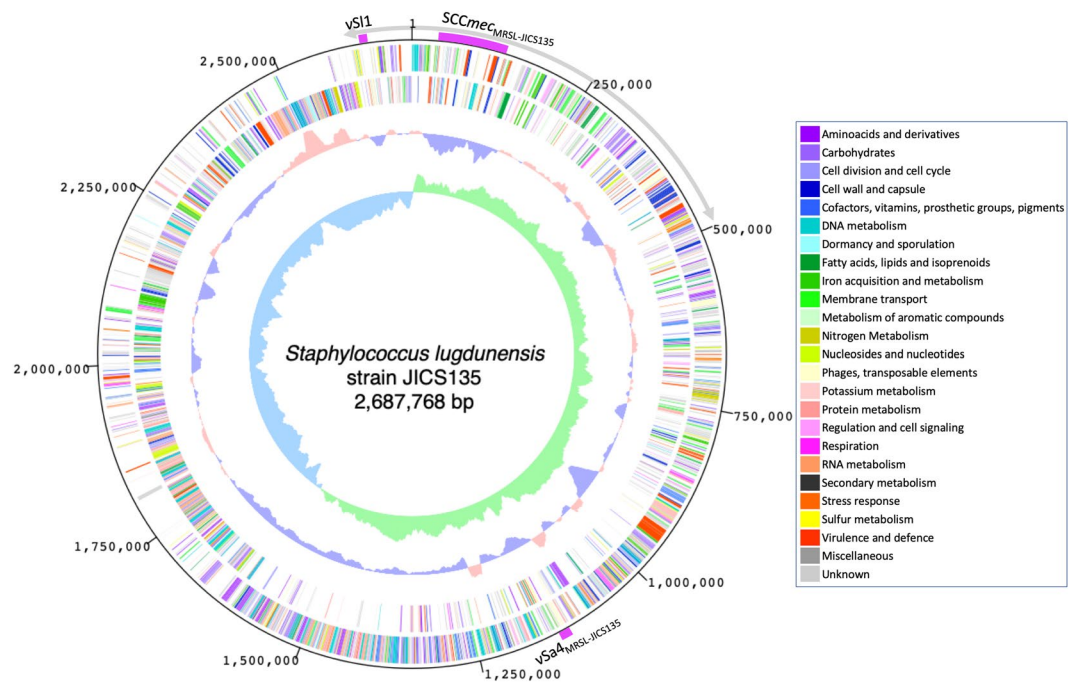 νSl1
1
SCCmecMRSL-JICS135
250,000
500,000
750,000
1,000,000
νSa4MRSL-JICS135
1,250,000
1,500,000
1,750,000
2,000,000
2,250,000
2,500,000
Staphylococcus lugdunensis
strain JICS135
2,687,768 bp
Aminoacids and derivatives
Carbohydrates
Cell division and cell cycle
Cell wall and capsule
Cofactors, vitamins, prosthetic groups, pigments
DNA metabolism
Dormancy and sporulation
Fatty acids, lipids and isoprenoids
Iron acquisition and metabolism
Membrane transport
Metabolism of aromatic compounds
Nitrogen Metabolism
Nucleosides and nucleotides
Phages, transposable elements
Potassium metabolism
Protein metabolism
Regulation and cell signaling
Respiration
RNA metabolism
Secondary metabolism
Stress response
Sulfur metabolism
Virulence and defence
Miscellaneous
Unknown